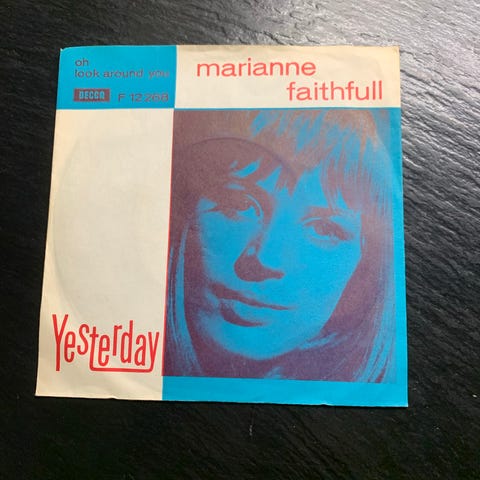 oh
look around you
DECCA F 12 268
marianne
faithfull
Yesterday